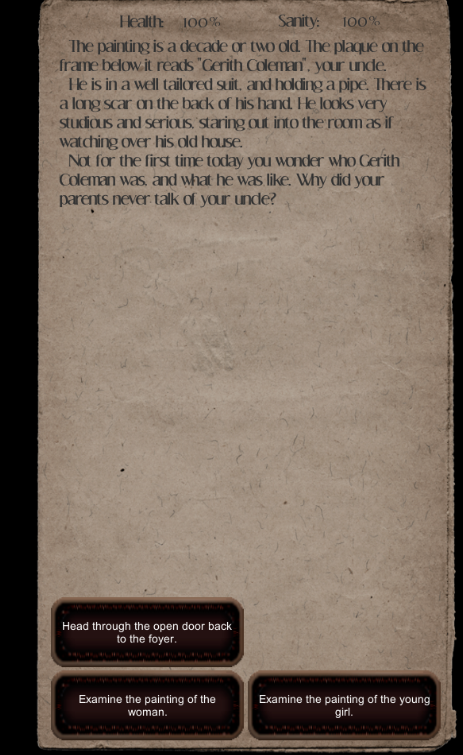 Health: 100% Sanity: 100%
The painting is a decade or two old. The plaque on the
frame below it reads "Gerith Coleman", your uncle.
He is in a well tailored suit, and holding a pipe. There is
a long scar on the back of his hand. He looks very
studious and serious, staring out into the room as if
watching over his old house.
Not for the first time today you wonder who Gerith
Coleman was, and what he was like. Why did your
parents never talk of your uncle?
Head through the open door back
to the foyer.
Examine the painting of the
woman.
Examine the painting of the young
girl.